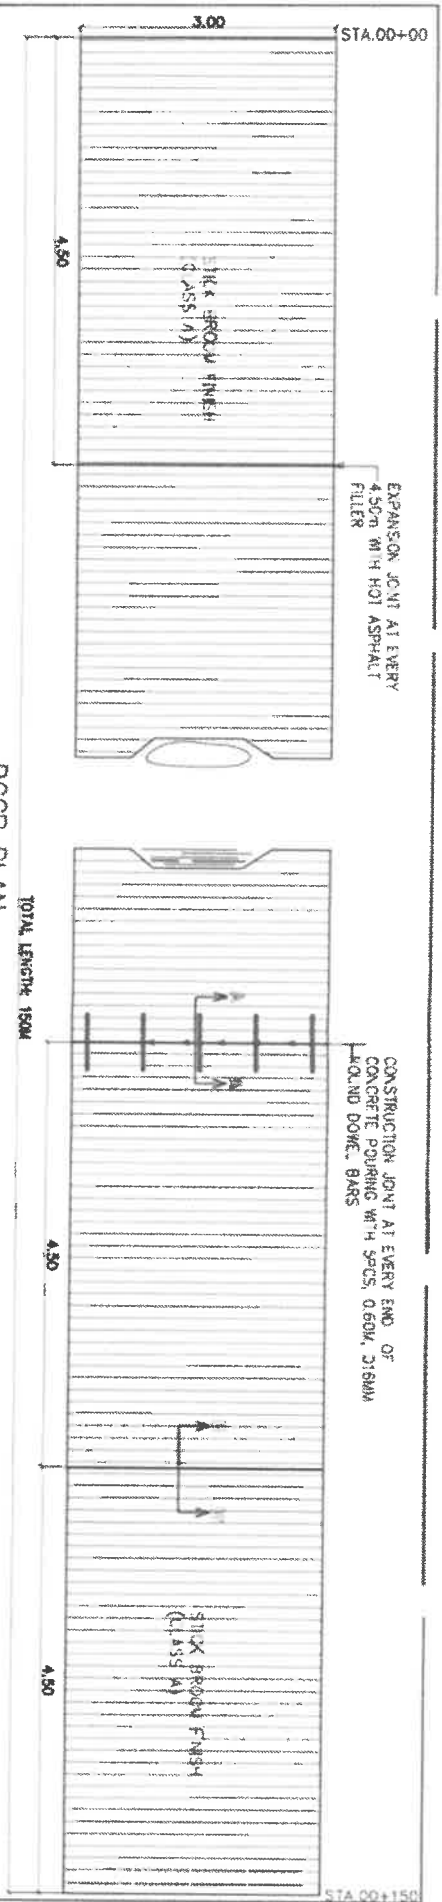 3.00
STA.00+00
4.50
STICK BROOM FINISH
(CLASS A)
EXPANSION JOINT AT EVERY
4.50m WITH HOT ASPHALT
FILLER
TOTAL LENGTH: 150M
CONSTRUCTION JOINT AT EVERY END OF
CONCRETE POURING WITH 5PCS, 0.60M, Ø16MM
ROUND DOWEL BARS
4.50
4.50
STICK BROOM FINISH
(CLASS A)
STA.00+150